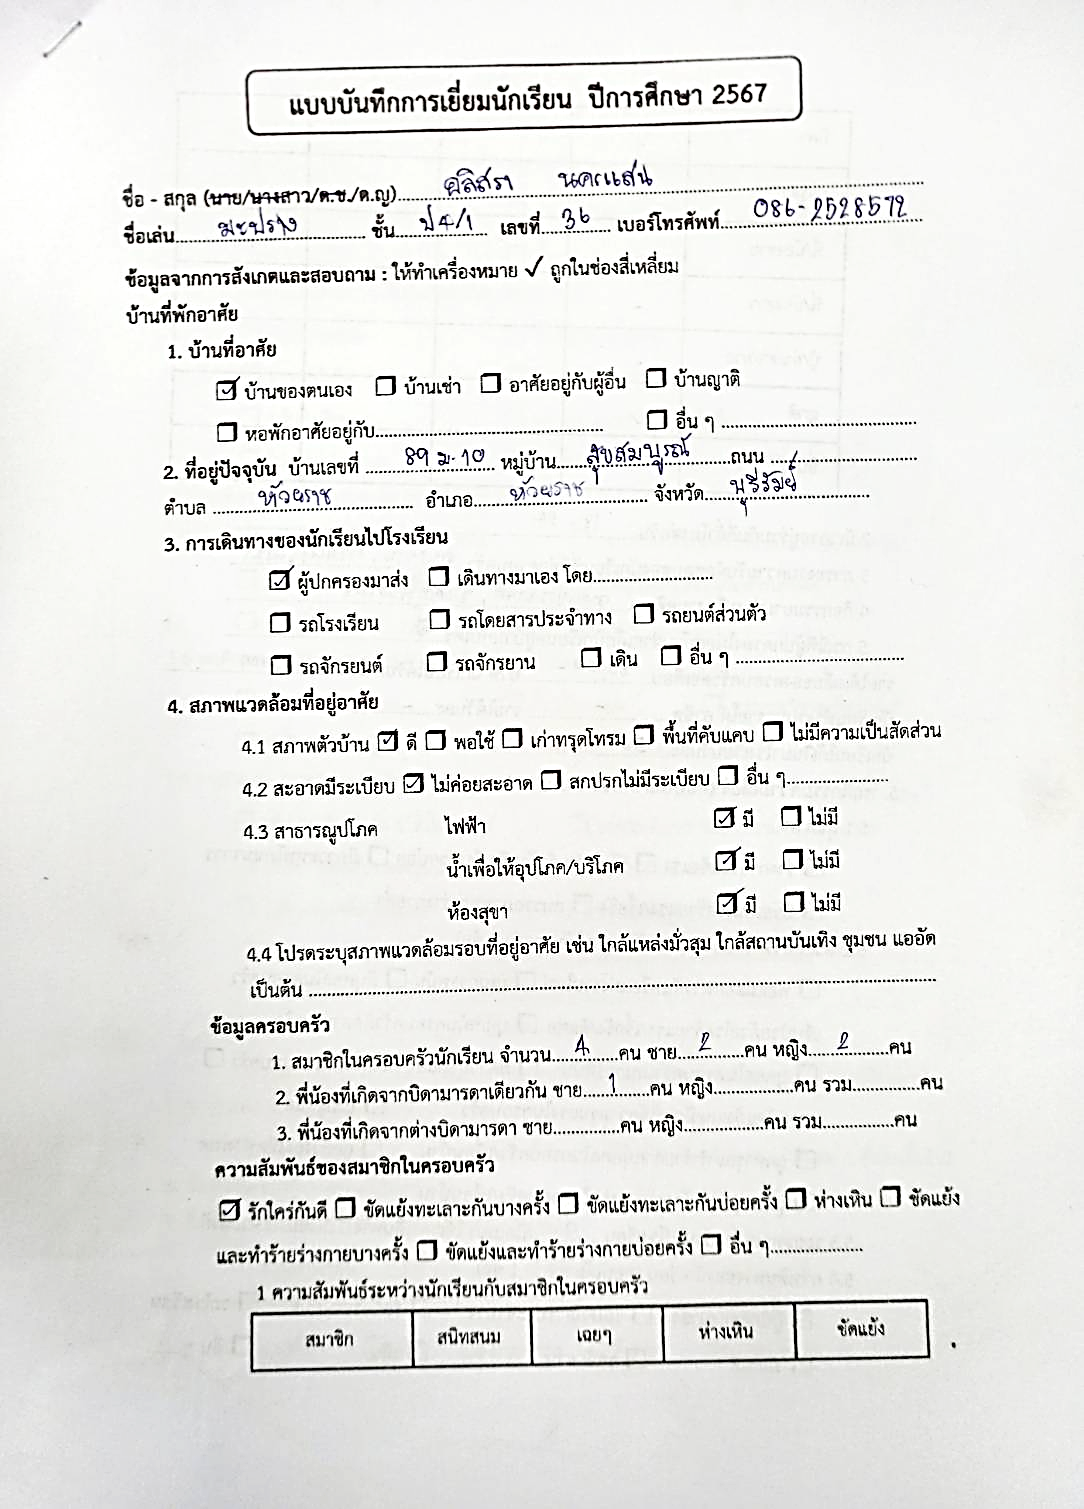 แบบบันทึกการเยี่ยมนักเรียน ปีการศึกษา 2567
ชื่อ - สกุล (นาย/นางสาว/ด.ช./ด.ญ)....................อลิสรา นครแสน....................
ชื่อเล่น..........มะปราง.......... ชั้น.....ป4/1..... เลขที่.....36..... เบอร์โทรศัพท์.....086-2528572.....
ข้อมูลจากการสังเกตและสอบถาม : ให้ทำเครื่องหมาย ✓ ถูกในช่องสี่เหลี่ยม
บ้านที่พักอาศัย
1. บ้านที่อาศัย
☑ บ้านของตนเอง ☐ บ้านเช่า ☐ อาศัยอยู่กับผู้อื่น ☐ บ้านญาติ
☐ หอพักอาศัยอยู่กับ.................... ☐ อื่น ๆ ....................
2. ที่อยู่ปัจจุบัน บ้านเลขที่ .....89 ม.10..... หมู่บ้าน.....สุขสมบูรณ์.....ถนน ....................
ตำบล .....ห้วยราช..... อำเภอ.....ห้วยราช..... จังหวัด.....บุรีรัมย์.....
3. การเดินทางของนักเรียนไปโรงเรียน
☑ ผู้ปกครองมาส่ง ☐ เดินทางมาเอง โดย....................
☐ รถโรงเรียน ☐ รถโดยสารประจำทาง ☐ รถยนต์ส่วนตัว
☐ รถจักรยนต์ ☐ รถจักรยาน ☐ เดิน ☐ อื่น ๆ ....................
4. สภาพแวดล้อมที่อยู่อาศัย
4.1 สภาพตัวบ้าน ☑ ดี ☐ พอใช้ ☐ เก่าทรุดโทรม ☐ พื้นที่คับแคบ ☐ ไม่มีความเป็นสัดส่วน
4.2 สะอาดมีระเบียบ ☑ ไม่ค่อยสะอาด ☐ สกปรกไม่มีระเบียบ ☐ อื่น ๆ....................
4.3 สาธารณูปโภค ไฟฟ้า ☑ มี ☐ ไม่มี
น้ำเพื่อให้อุปโภค/บริโภค ☑ มี ☐ ไม่มี
ห้องสุขา ☑ มี ☐ ไม่มี
4.4 โปรดระบุสภาพแวดล้อมรอบที่อยู่อาศัย เช่น ใกล้แหล่งมั่วสุม ใกล้สถานบันเทิง ชุมชน แออัด
เป็นต้น ....................
ข้อมูลครอบครัว
1. สมาชิกในครอบครัวนักเรียน จำนวน.....4.....คน ชาย.....2.....คน หญิง.....2.....คน
2. พี่น้องที่เกิดจากบิดามารดาเดียวกัน ชาย.....1.....คน หญิง..........คน รวม..........คน
3. พี่น้องที่เกิดจากต่างบิดามารดา ชาย..........คน หญิง..........คน รวม..........คน
ความสัมพันธ์ของสมาชิกในครอบครัว
☑ รักใคร่กันดี ☐ ขัดแย้งทะเลาะกันบางครั้ง ☐ ขัดแย้งทะเลาะกันบ่อยครั้ง ☐ ห่างเหิน ☐ ขัดแย้ง
และทำร้ายร่างกายบางครั้ง ☐ ขัดแย้งและทำร้ายร่างกายบ่อยครั้ง ☐ อื่น ๆ....................
1 ความสัมพันธ์ระหว่างนักเรียนกับสมาชิกในครอบครัว
สมาชิก สนิทสนม เฉยๆ ห่างเหิน ขัดแย้ง